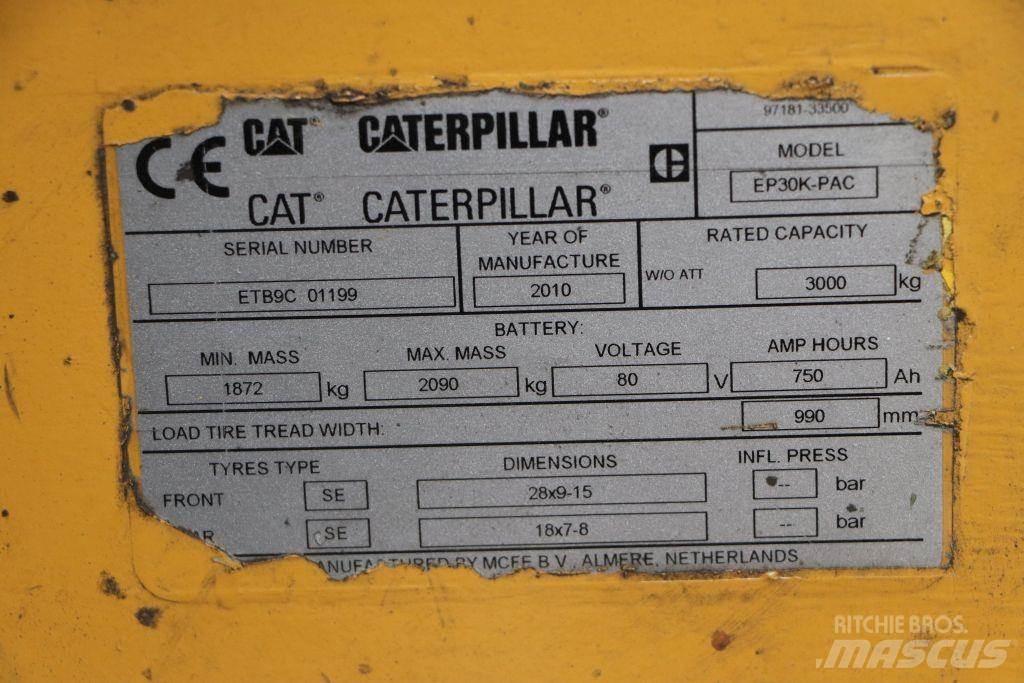 CE CAT® CATERPILLAR®
CAT® CATERPILLAR®
97181-33500
MODEL
EP30K-PAC
SERIAL NUMBER
ETB9C 01199
YEAR OF
MANUFACTURE
2010
RATED CAPACITY
W/O ATT 3000 kg
BATTERY:
MIN. MASS MAX. MASS VOLTAGE AMP HOURS
1872 kg 2090 kg 80 V 750 Ah
LOAD TIRE TREAD WIDTH: 990 mm
TYRES TYPE DIMENSIONS INFL. PRESS
FRONT SE 28x9-15 -- bar
AR SE 18x7-8 -- bar
ANUFACTURED BY MCFE B.V., ALMERE, NETHERLANDS
RITCHIE BROS.
MASCUS